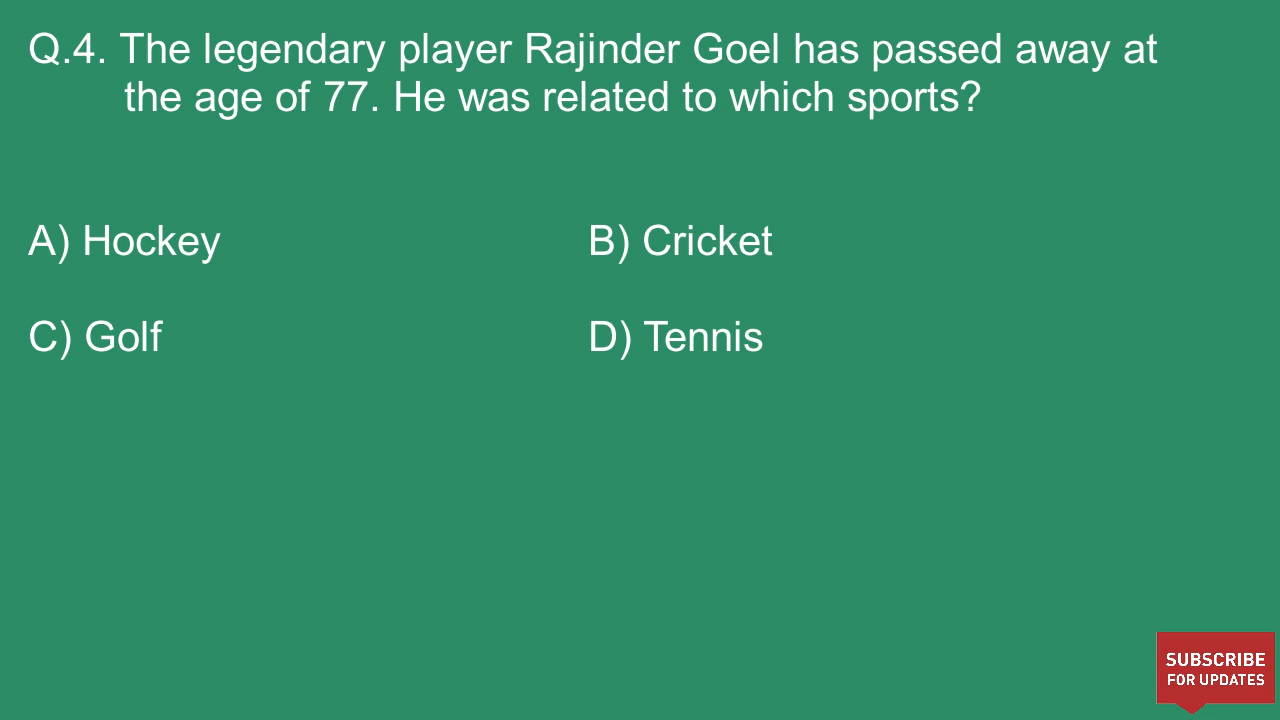 Q.4. The legendary player Rajinder Goel has passed away at
the age of 77. He was related to which sports?
A) Hockey
B) Cricket
C) Golf
D) Tennis
SUBSCRIBE
FOR UPDATES